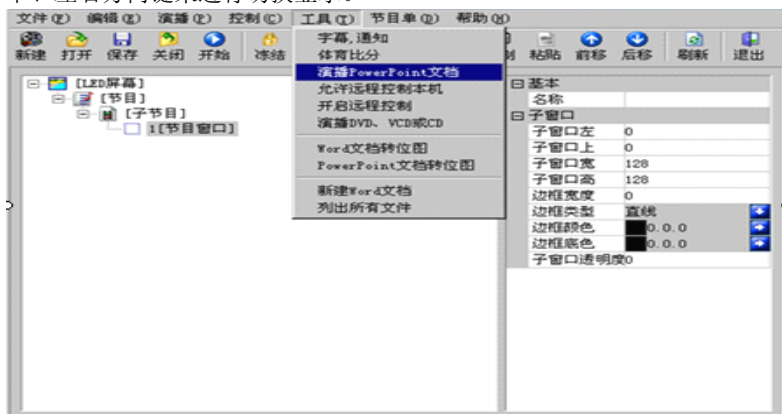 文件(F) 编辑(E) 演播(P) 控制(C) 工具(T) 节目单(Q) 帮助(H)
新建 打开 保存 关闭 开始 冻结 粘贴 前移 后移 刷新 退出
字幕,通知
体育比分
演播PowerPoint文档
允许远程控制本机
开启远程控制
演播DVD、VCD或CD
Word文档转位图
PowerPoint文档转位图
新建Word文档
列出所有文件
[LED屏幕]
[节目]
[子节目]
1[节目窗口]
基本
名称
子窗口
子窗口左 0
子窗口上 0
子窗口宽 128
子窗口高 128
边框宽度 0
边框类型 直线
边框颜色 0.0.0
边框底色 0.0.0
子窗口透明度0